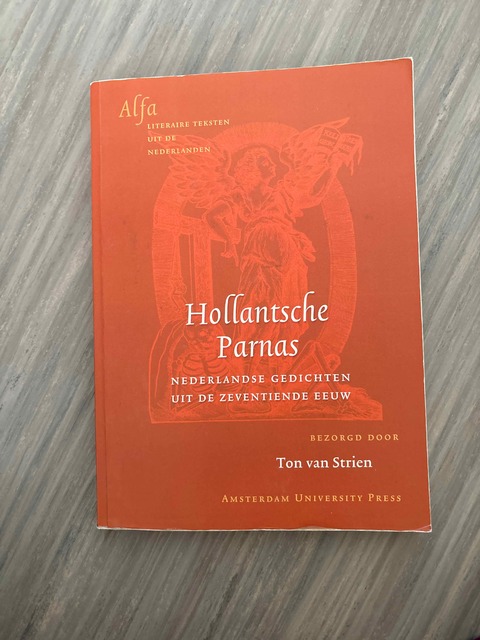 Alfa
LITERAIRE TEKSTEN
UIT DE
NEDERLANDEN
Hollantsche
Parnas
NEDERLANDSE GEDICHTEN
UIT DE ZEVENTIENDE EEUW
BEZORGD DOOR
Ton van Strien
AMSTERDAM UNIVERSITY PRESS